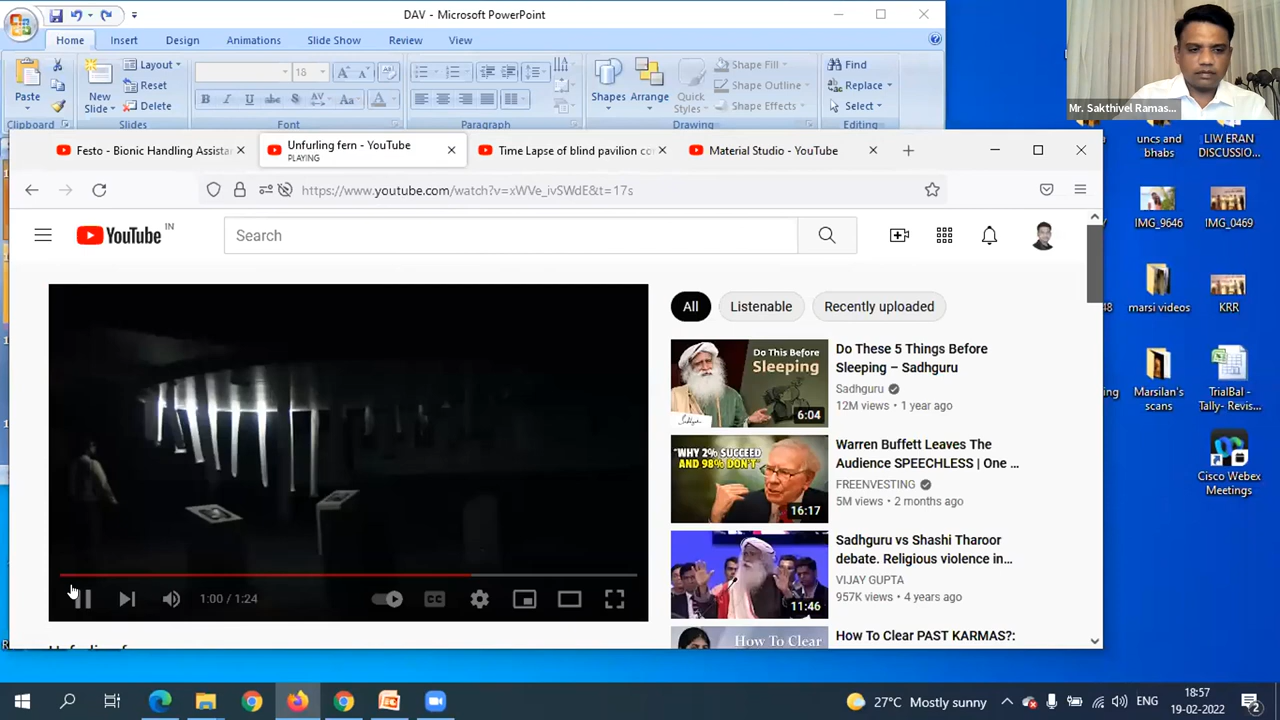 DAV - Microsoft PowerPoint
Home
Insert
Design
Animations
Slide Show
Review
View
Paste
New
Slide
Layout
Reset
Delete
18
B I U abc S AV Aa A
Shapes
Arrange
Quick
Styles
Shape Fill
Shape Outline
Shape Effects
Find
Replace
Select
Clipboard
Slides
Font
Paragraph
Drawing
Editing
Mr. Sakthivel Ramas...
Festo - Bionic Handling Assista
Unfurling fern - YouTube
PLAYING
Time Lapse of blind pavilion co
Material Studio - YouTube
https://www.youtube.com/watch?v=xWVe_ivSWdE&t=17s
YouTube IN
Search
All
Listenable
Recently uploaded
Do This Before
Sleeping
6:04
Do These 5 Things Before
Sleeping – Sadhguru
Sadhguru
12M views • 1 year ago
"WHY 2% SUCCEED
AND 98% DON'T"
16:17
Warren Buffett Leaves The
Audience SPEECHLESS | One ...
FREENVESTING
5M views • 2 months ago
11:46
Sadhguru vs Shashi Tharoor
debate. Religious violence in...
VIJAY GUPTA
957K views • 4 years ago
How To Clear
How To Clear PAST KARMAS?:
1:00 / 1:24
CC
uncs and
bhabs
LIW ERAN
DISCUSSIO...
IMG_9646
IMG_0469
48
marsi videos
KRR
ing
Marsilan's
scans
TrialBal -
Tally- Revis...
Cisco Webex
Meetings
27°C Mostly sunny
ENG
18:57
19-02-2022
2